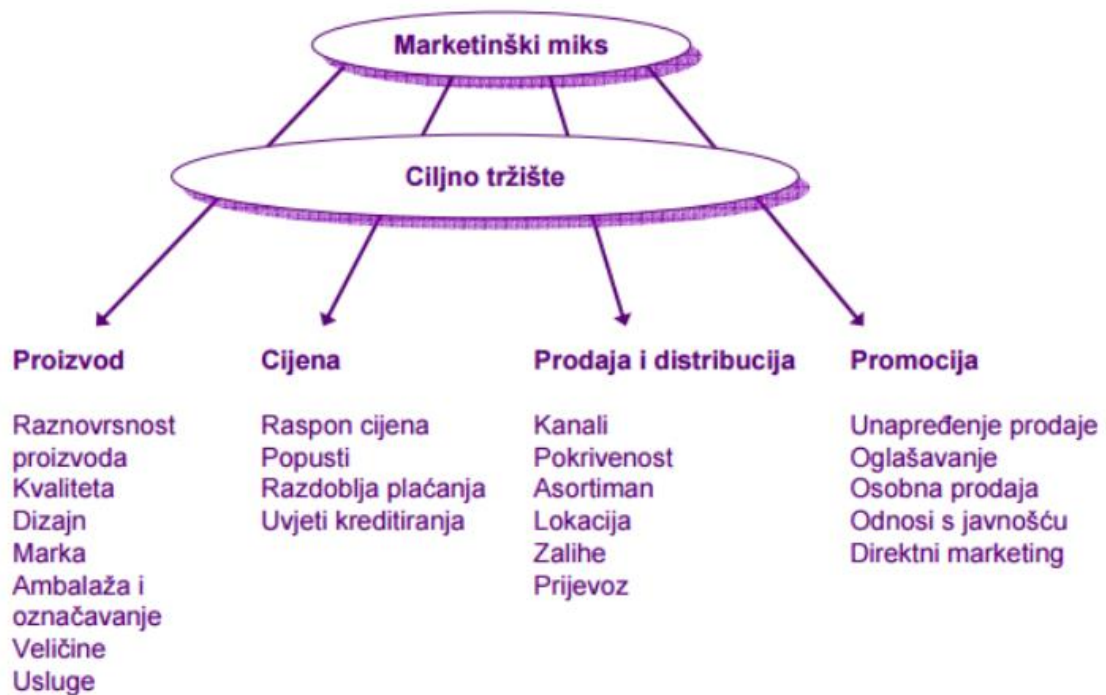 Marketinški miks
Ciljno tržište
Proizvod
Raznovrsnost
proizvoda
Kvaliteta
Dizajn
Marka
Ambalaža i
označavanje
Veličine
Usluge
Cijena
Raspon cijena
Popusti
Razdoblja plaćanja
Uvjeti kreditiranja
Prodaja i distribucija
Kanali
Pokrivenost
Asortiman
Lokacija
Zalihe
Prijevoz
Promocija
Unapređenje prodaje
Oglašavanje
Osobna prodaja
Odnosi s javnošću
Direktni marketing